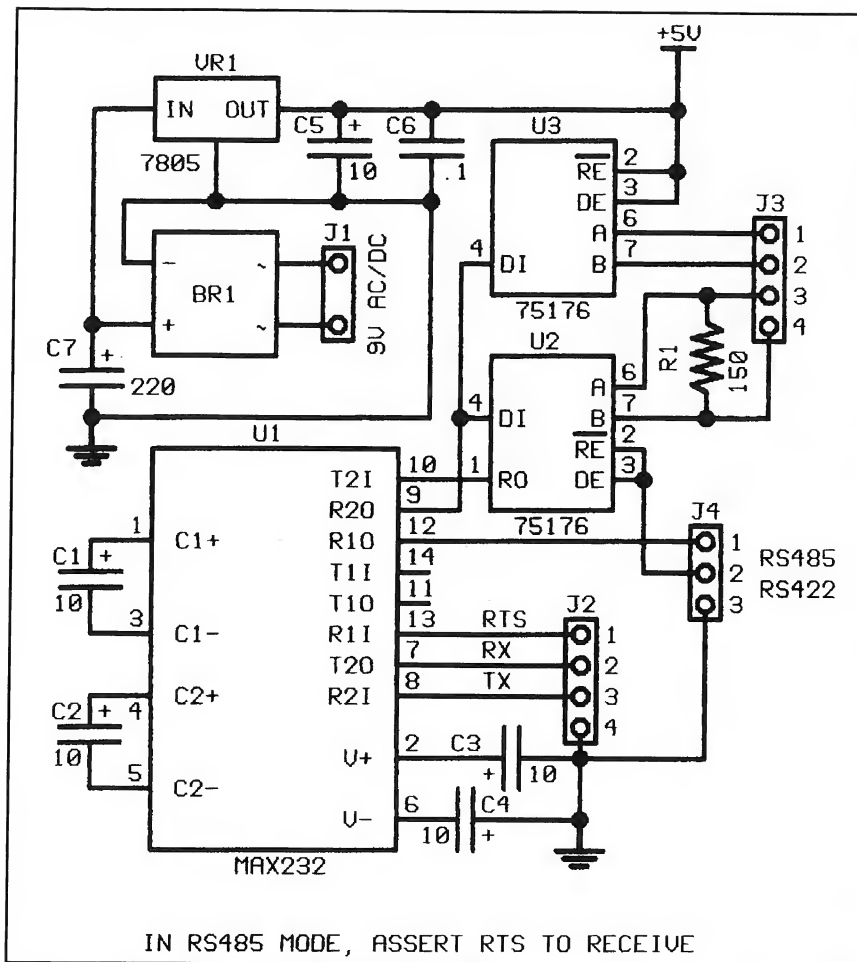 +5V
VR1
IN OUT
7805
C5 +
10
C6
.1
U3
RE 2
DE 3
A 6
B 7
4 DI
75176
J3
1
2
3
4
BR1
-
+
~
~
J1
9V AC/DC
C7 +
220
U2
A 6
B 7
RE 2
DE 3
4 DI
1 RO
75176
R1
150
U1
T2I 10
R2O 9
R1O 12
T1I 14
T1O 11
R1I 13
T2O 7
R2I 8
V+ 2
V- 6
1 C1+
3 C1-
4 C2+
5 C2-
C1 +
10
C2 +
10
MAX232
RTS
RX
TX
J2
1
2
3
4
C3
+ 10
C4
10 +
J4
1
2
3
RS485
RS422
IN RS485 MODE, ASSERT RTS TO RECEIVE